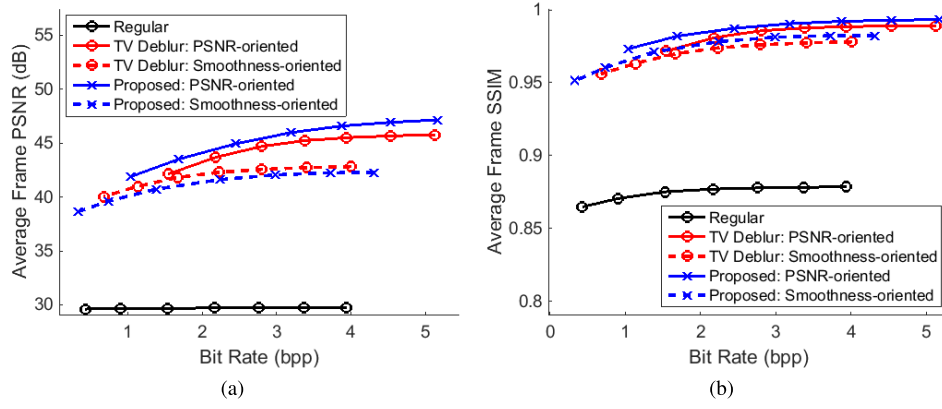 55
50
45
40
35
30
Average Frame PSNR (dB)
Regular
TV Deblur: PSNR-oriented
TV Deblur: Smoothness-oriented
Proposed: PSNR-oriented
Proposed: Smoothness-oriented
1 2 3 4 5
Bit Rate (bpp)
(a)
1
0.95
0.9
0.85
0.8
Average Frame SSIM
Regular
TV Deblur: PSNR-oriented
TV Deblur: Smoothness-oriented
Proposed: PSNR-oriented
Proposed: Smoothness-oriented
0 1 2 3 4 5
Bit Rate (bpp)
(b)